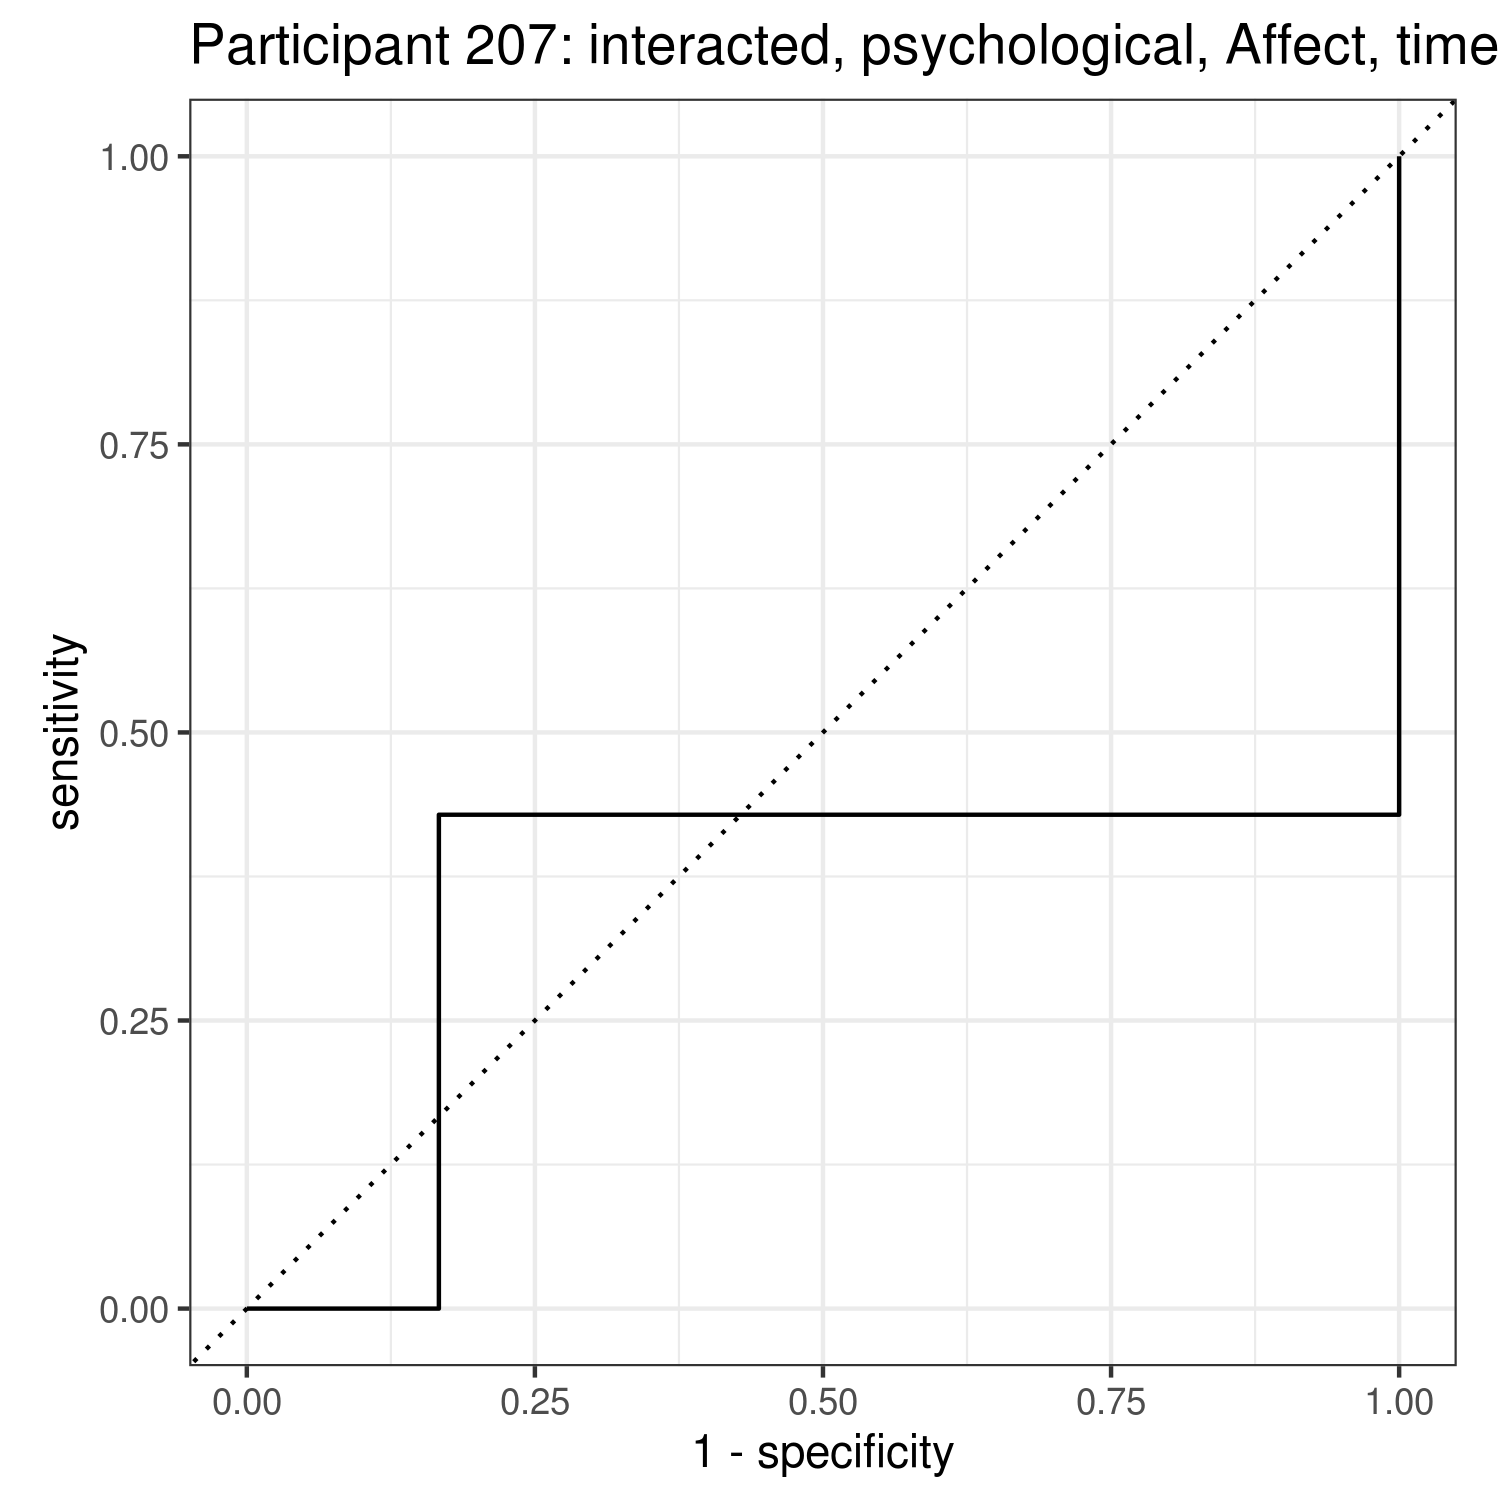 Participant 207: interacted, psychological, Affect, time
1.00
0.75
0.50
0.25
0.00
sensitivity
0.00 0.25 0.50 0.75 1.00
1 - specificity